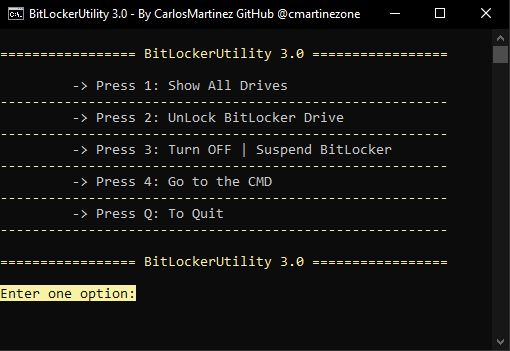 C:\. BitLockerUtility 3.0 - By CarlosMartinez GitHub @cmartinezone
================= BitLockerUtility 3.0 =================
-> Press 1: Show All Drives
--------------------------------------------------------
-> Press 2: UnLock BitLocker Drive
--------------------------------------------------------
-> Press 3: Turn OFF | Suspend BitLocker
--------------------------------------------------------
-> Press 4: Go to the CMD
--------------------------------------------------------
-> Press Q: To Quit
--------------------------------------------------------
================= BitLockerUtility 3.0 =================
Enter one option: